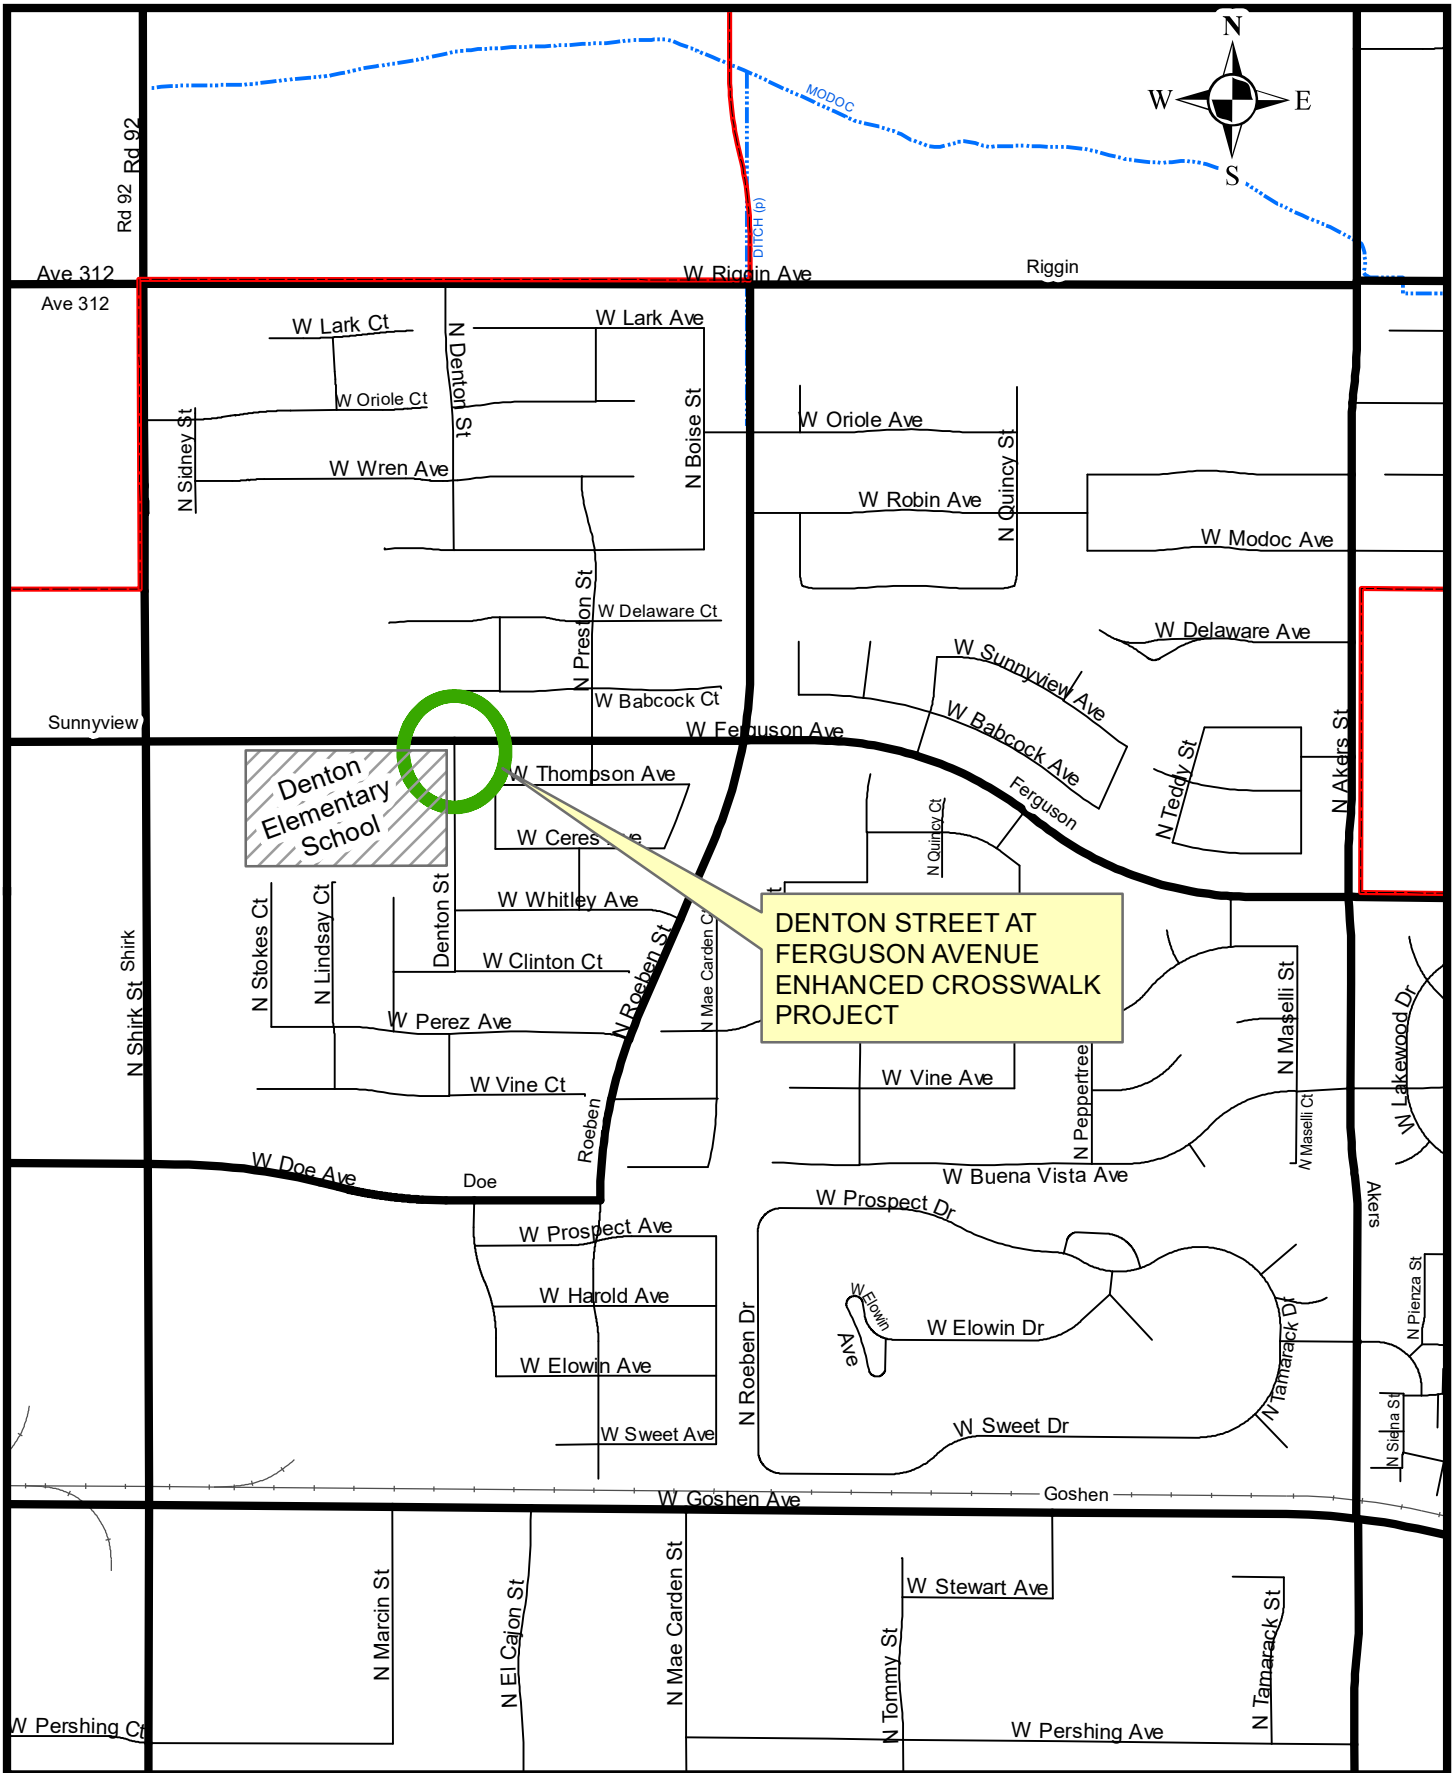 N
W
E
S
MODOC
Rd 92
Rd 92
DITCH (p)
Ave 312
W Riggin Ave
Riggin
Ave 312
W Lark Ct
W Lark Ave
N Denton St
W Oriole Ct
N Sidney St
N Boise St
W Oriole Ave
N Quincy St
W Wren Ave
W Robin Ave
W Modoc Ave
N Preston St
W Delaware Ct
W Delaware Ave
W Sunnyview Ave
W Babcock Ct
W Babcock Ave
Sunnyview
W Ferguson Ave
N Akers St
N Teddy St
Denton
Elementary
School
W Thompson Ave
Ferguson
W Ceres Ave
N Quincy Ct
Denton St
W Whitley Ave
N Stokes Ct
N Lindsay Ct
N Roeben St
N Mae Carden Ct
t
DENTON STREET AT
FERGUSON AVENUE
ENHANCED CROSSWALK
PROJECT
Shirk
N Shirk St
W Clinton Ct
W Perez Ave
N Maselli St
W Lakewood Dr
W Vine Ct
W Vine Ave
N Peppertree
N Maselli Ct
Roeben
W Doe Ave
Doe
W Buena Vista Ave
Akers
W Prospect Dr
W Prospect Ave
W Harold Ave
W Elowin
Ave
W Elowin Dr
N Roeben Dr
N Tamarack Dr
N Pienza St
W Elowin Ave
N Siena St
W Sweet Ave
W Sweet Dr
W Goshen Ave
Goshen
N Marcin St
N El Cajon St
N Mae Carden St
W Stewart Ave
N Tommy St
N Tamarack St
W Pershing Ct
W Pershing Ave